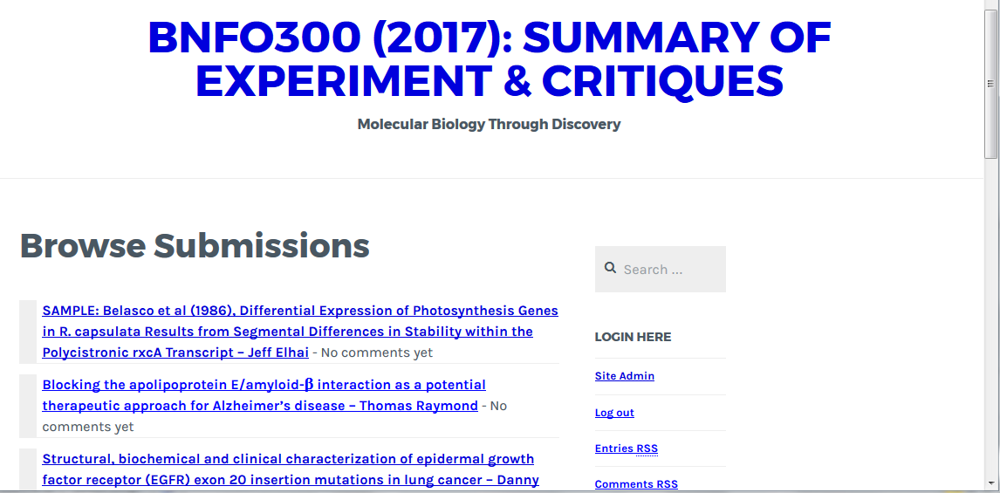 BNFO300 (2017): SUMMARY OF
EXPERIMENT & CRITIQUES
Molecular Biology Through Discovery
Browse Submissions
SAMPLE: Belasco et al (1986), Differential Expression of Photosynthesis Genes
in R. capsulata Results from Segmental Differences in Stability within the
Polycistronic rxcA Transcript – Jeff Elhai - No comments yet
Blocking the apolipoprotein E/amyloid-β interaction as a potential
therapeutic approach for Alzheimer’s disease – Thomas Raymond - No
comments yet
Structural, biochemical and clinical characterization of epidermal growth
factor receptor (EGFR) exon 20 insertion mutations in lung cancer – Danny
Search ...
LOGIN HERE
Site Admin
Log out
Entries RSS
Comments RSS